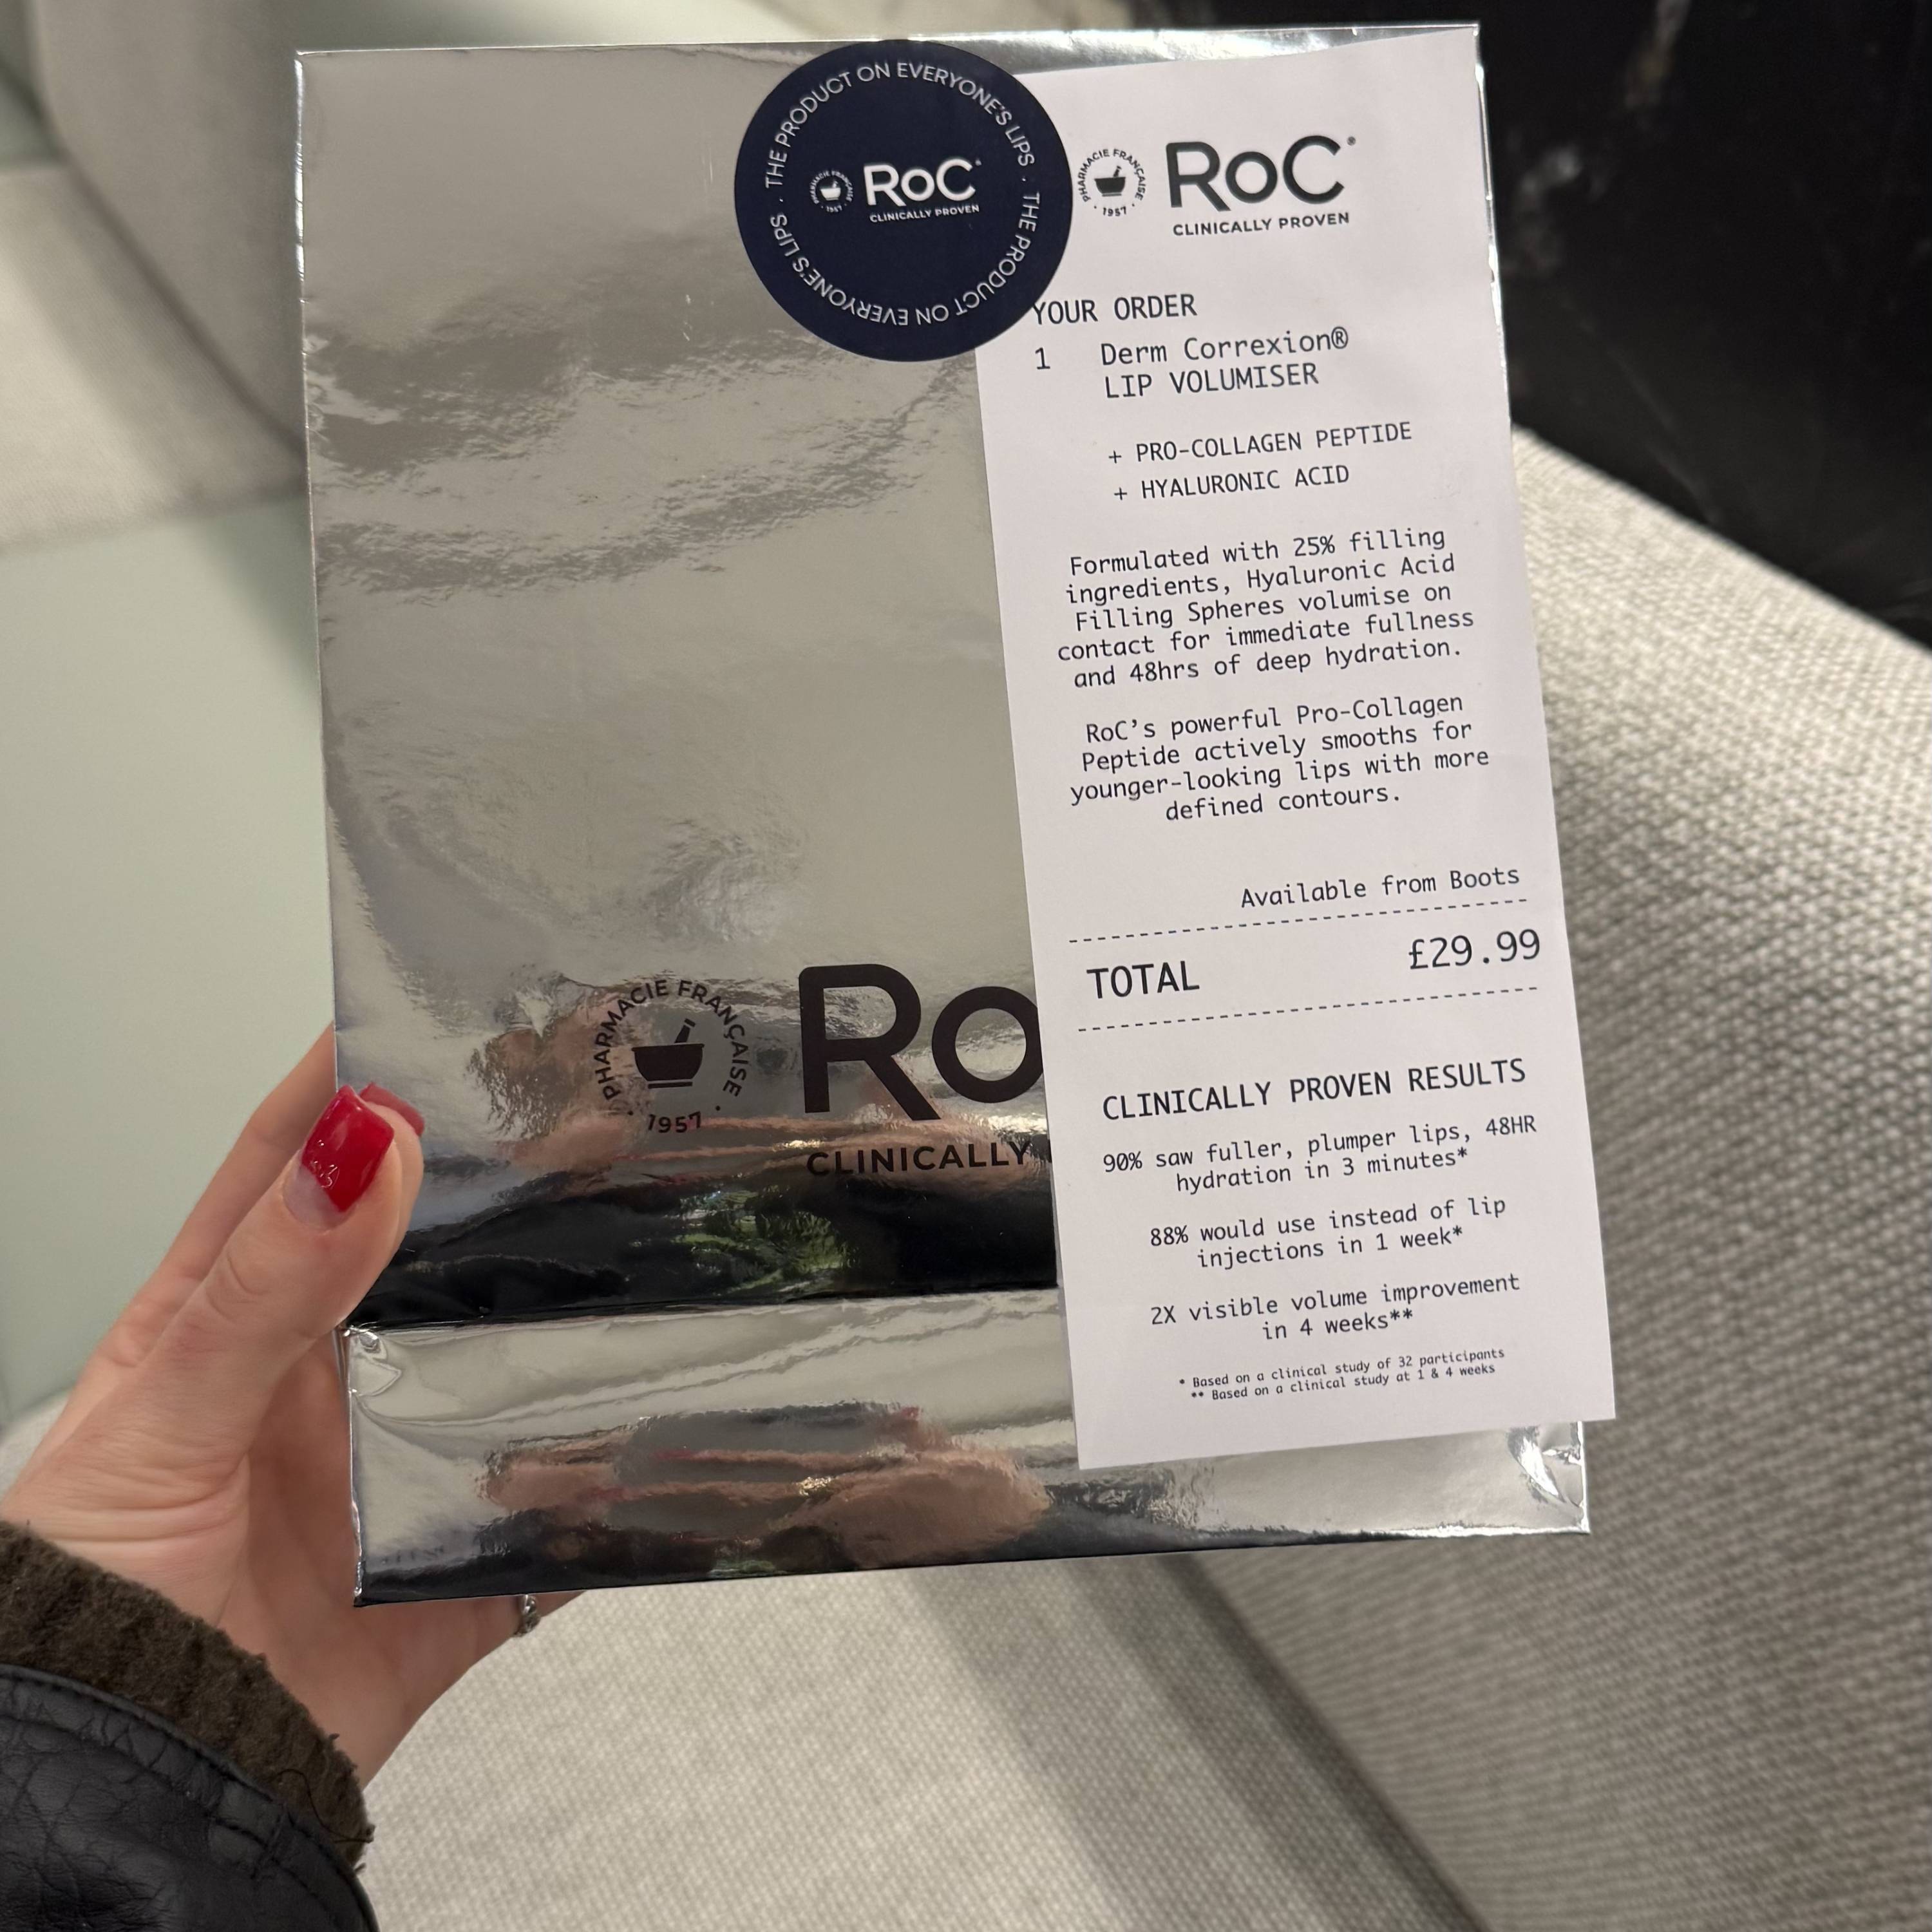 THE PRODUCT ON EVERYONE'S LIPS · THE PRODUCT ON EVERYONE'S LIPS ·
PHARMACIE FRANÇAISE
· 1957 ·
RoC®
CLINICALLY PROVEN
PHARMACIE FRANÇAISE
· 1957 ·
RoC®
CLINICALLY PROVEN
YOUR ORDER
1 Derm Correxion®
LIP VOLUMISER
+ PRO-COLLAGEN PEPTIDE
+ HYALURONIC ACID
Formulated with 25% filling
ingredients, Hyaluronic Acid
Filling Spheres volumise on
contact for immediate fullness
and 48hrs of deep hydration.
RoC’s powerful Pro-Collagen
Peptide actively smooths for
younger-looking lips with more
defined contours.
Available from Boots
TOTAL £29.99
CLINICALLY PROVEN RESULTS
90% saw fuller, plumper lips, 48HR
hydration in 3 minutes*
88% would use instead of lip
injections in 1 week*
2X visible volume improvement
in 4 weeks**
* Based on a clinical study of 32 participants
** Based on a clinical study at 1 & 4 weeks
· PHARMACIE FRANÇAISE ·
1957
Ro
CLINICALLY